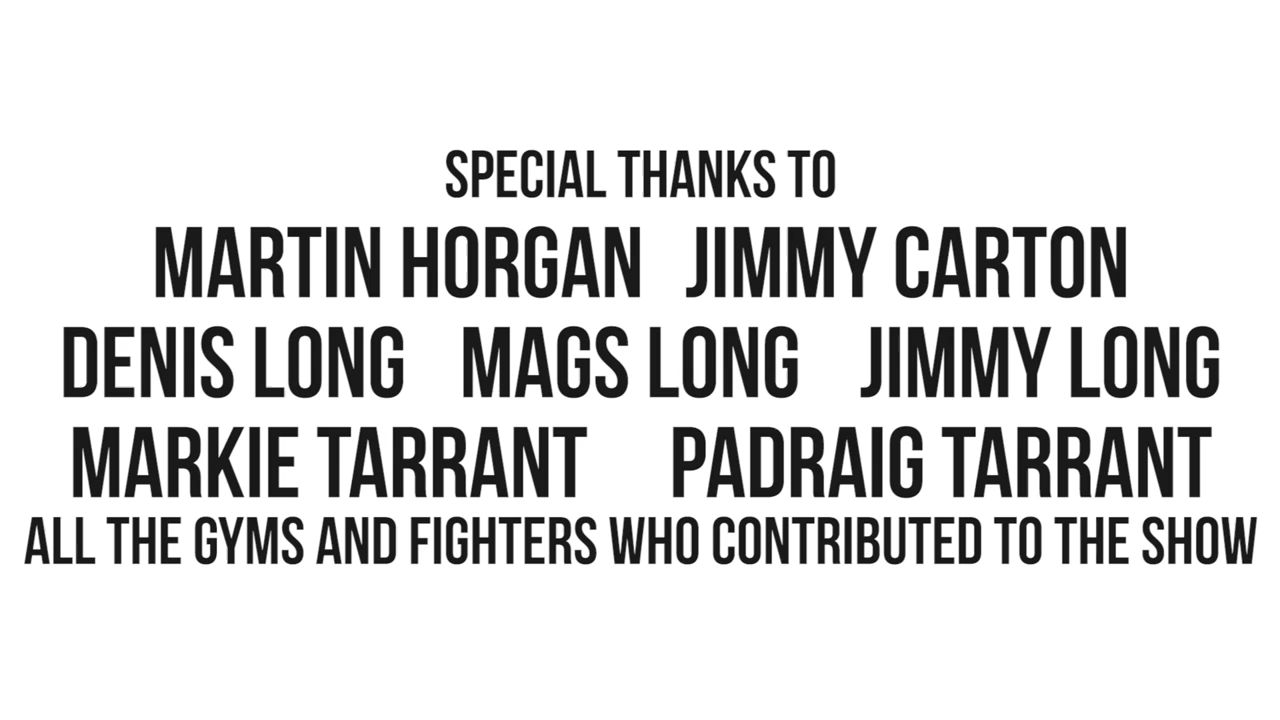 SPECIAL THANKS TO
MARTIN HORGAN JIMMY CARTON
DENIS LONG MAGS LONG JIMMY LONG
MARKIE TARRANT PADRAIG TARRANT
ALL THE GYMS AND FIGHTERS WHO CONTRIBUTED TO THE SHOW